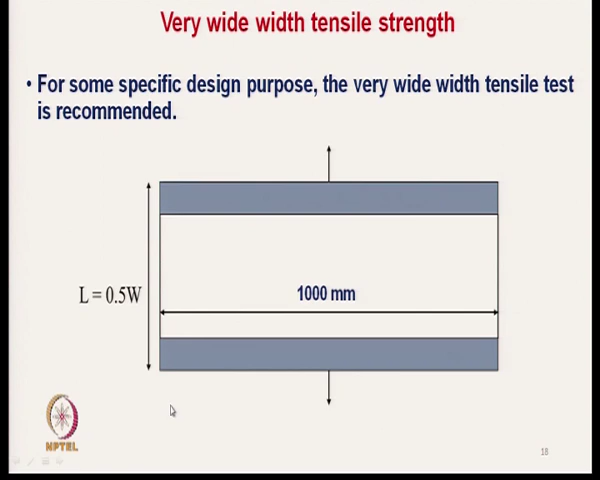 Very wide width tensile strength
• For some specific design purpose, the very wide width tensile test
is recommended.
L = 0.5W
1000 mm
NPTEL
18